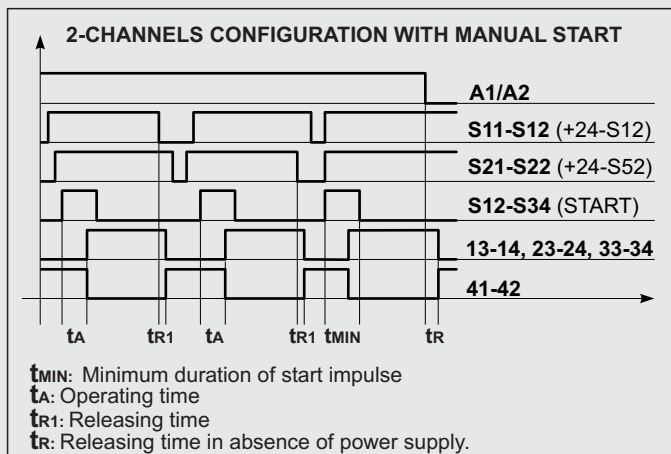 2-CHANNELS CONFIGURATION WITH MANUAL START
A1/A2
S11-S12 (+24-S12)
S21-S22 (+24-S52)
S12-S34 (START)
13-14, 23-24, 33-34
41-42
tA tR1 tA tR1 tMIN tR
tMIN: Minimum duration of start impulse
tA: Operating time
tR1: Releasing time
tR: Releasing time in absence of power supply.